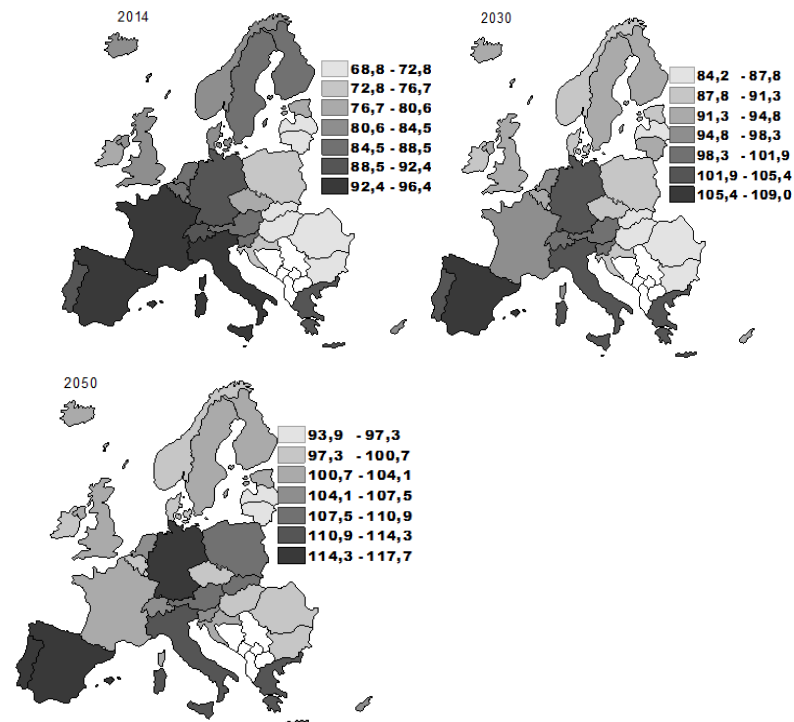 2014
68,8 - 72,8
72,8 - 76,7
76,7 - 80,6
80,6 - 84,5
84,5 - 88,5
88,5 - 92,4
92,4 - 96,4
2030
84,2 - 87,8
87,8 - 91,3
91,3 - 94,8
94,8 - 98,3
98,3 - 101,9
101,9 - 105,4
105,4 - 109,0
2050
93,9 - 97,3
97,3 - 100,7
100,7 - 104,1
104,1 - 107,5
107,5 - 110,9
110,9 - 114,3
114,3 - 117,7